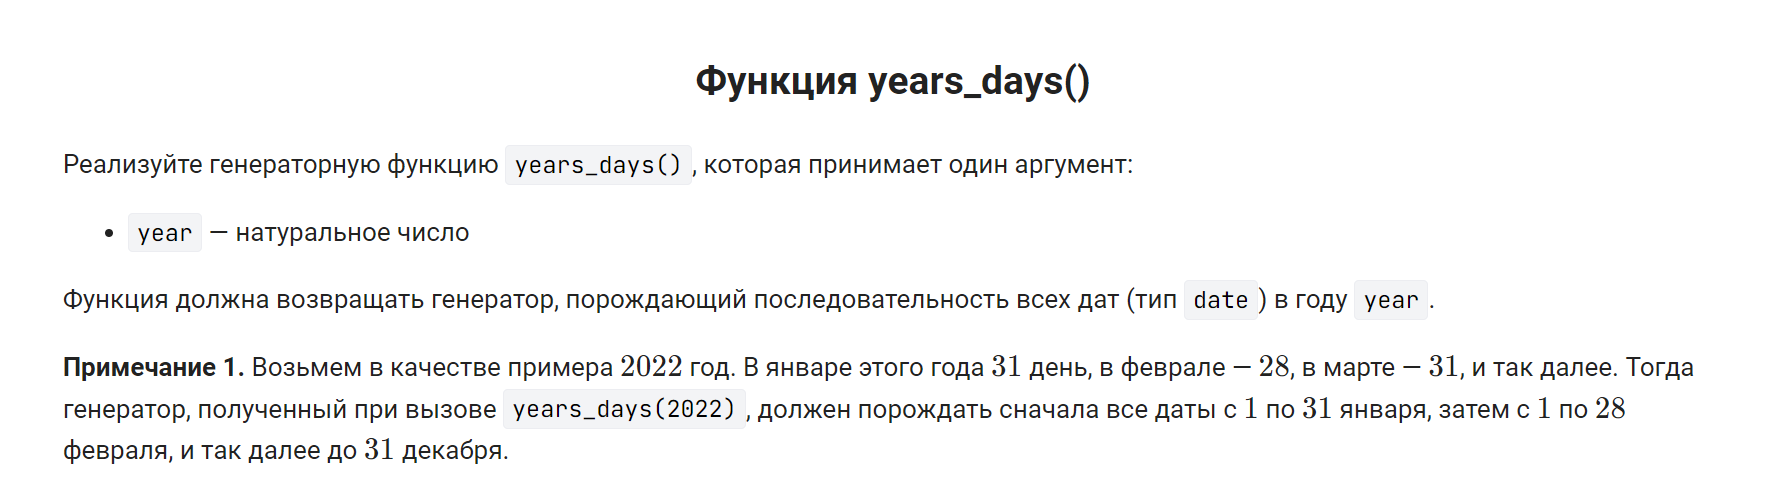 Функция years_days()
Реализуйте генераторную функцию years_days(), которая принимает один аргумент:
• year — натуральное число
Функция должна возвращать генератор, порождающий последовательность всех дат (тип date) в году year.
Примечание 1. Возьмем в качестве примера 2022 год. В январе этого года 31 день, в феврале – 28, в марте – 31, и так далее. Тогда
генератор, полученный при вызове years_days(2022), должен порождать сначала все даты с 1 по 31 января, затем с 1 по 28
февраля, и так далее до 31 декабря.